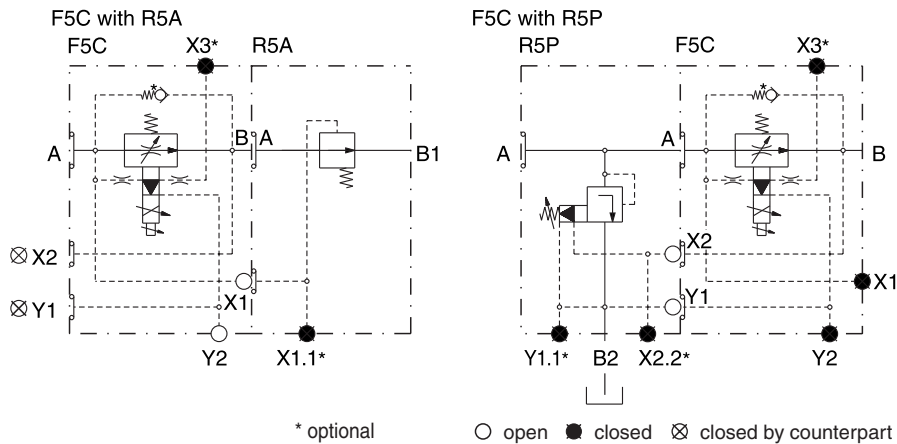 F5C with R5A
F5C X3* R5A
*
A B A B1
X2
Y1 X1
Y2 X1.1*
F5C with R5P
R5P F5C X3*
*
A A B
X2
X1
Y1
Y1.1* B2 X2.2* Y2
* optional
open closed closed by counterpart